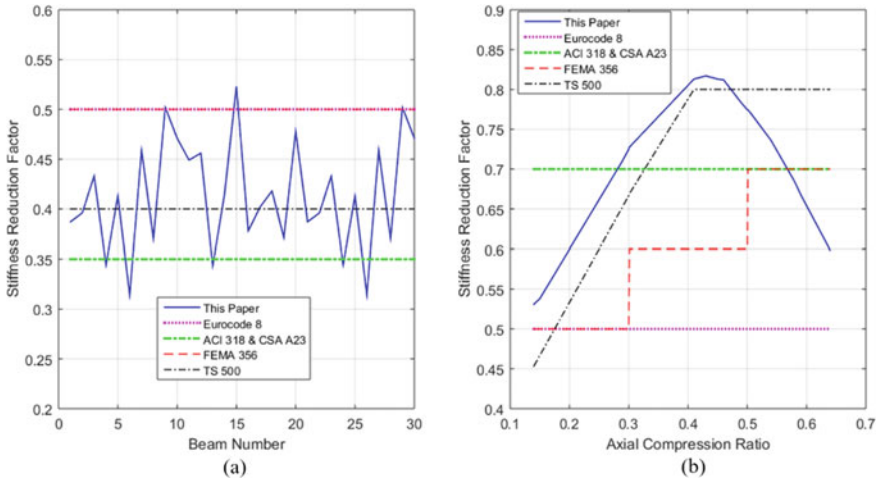 0.6
0.55
0.5
0.45
0.4
0.35
0.3
0.25
0.2
Stiffness Reduction Factor
This Paper
Eurocode 8
ACI 318 & CSA A23
FEMA 356
TS 500
0 5 10 15 20 25 30
Beam Number
(a)
0.9
0.85
0.8
0.75
0.7
0.65
0.6
0.55
0.5
0.45
0.4
Stiffness Reduction Factor
This Paper
Eurocode 8
ACI 318 & CSA A23
FEMA 356
TS 500
0.1 0.2 0.3 0.4 0.5 0.6 0.7
Axial Compression Ratio
(b)